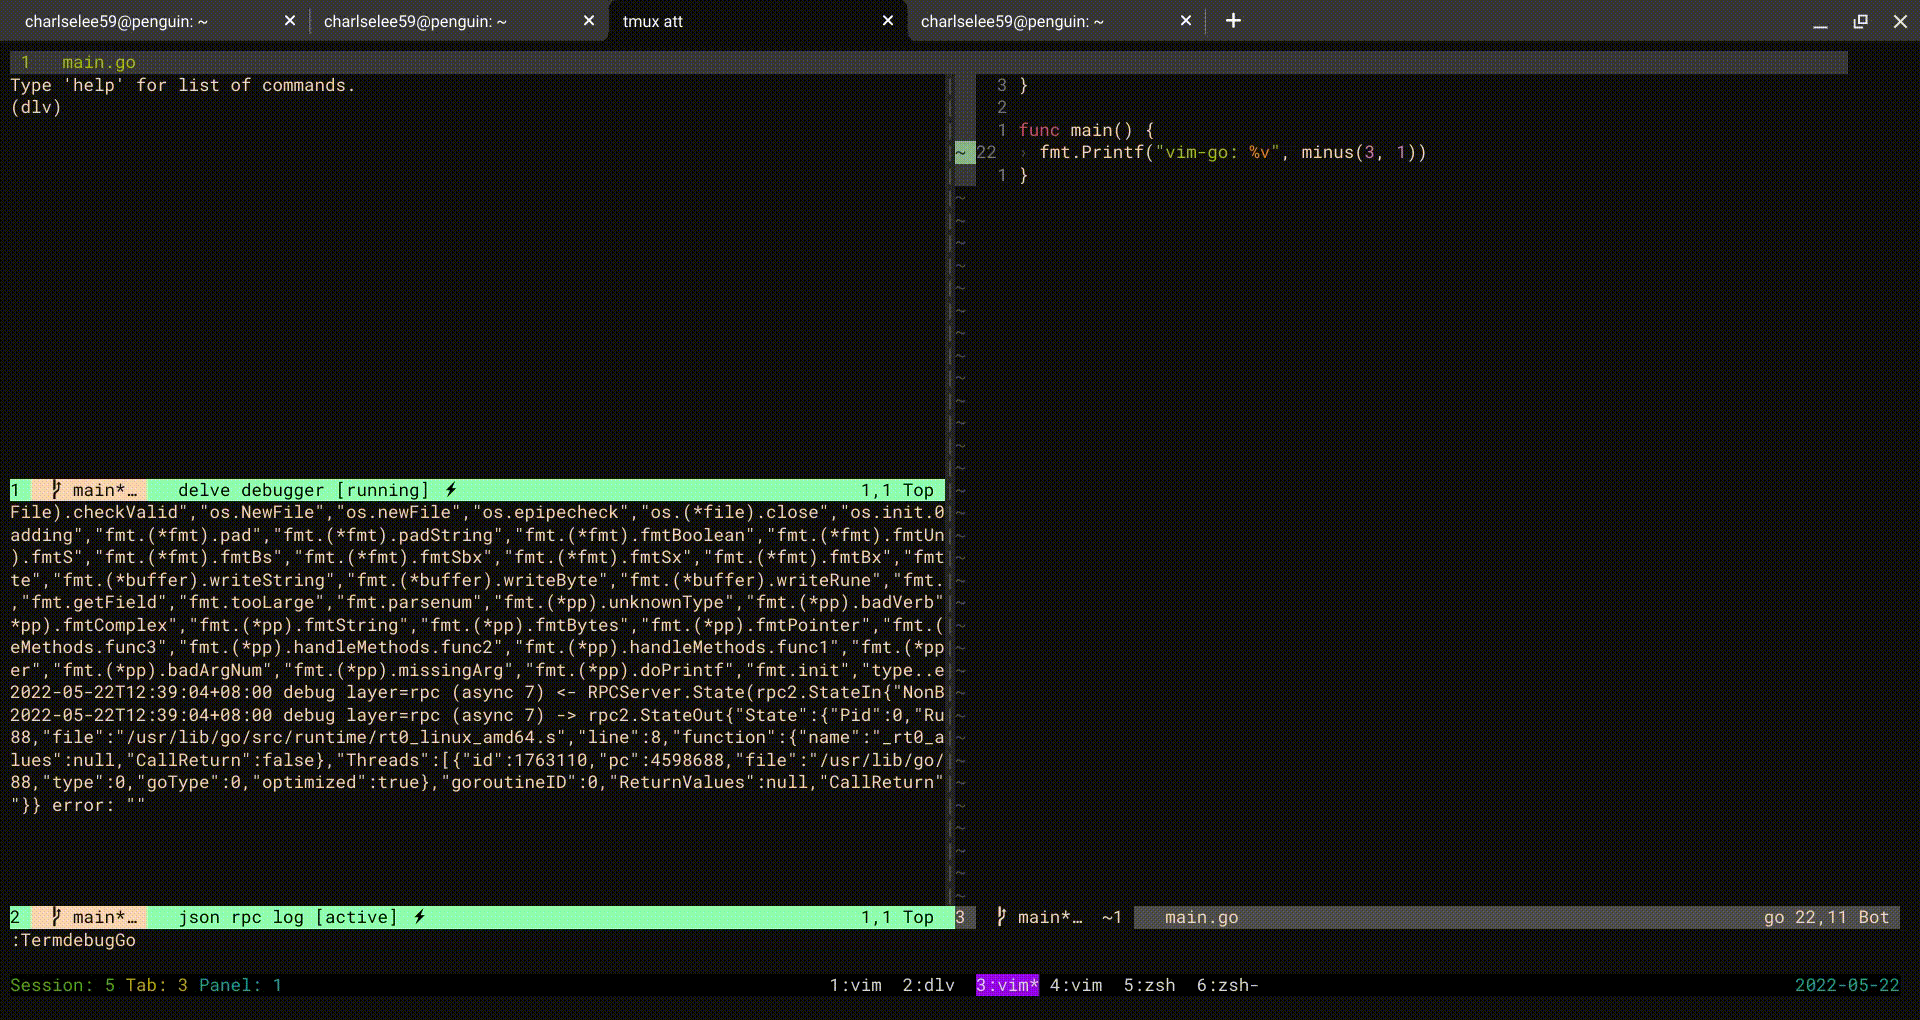 charlselee59@penguin: ~ charlselee59@penguin: ~ tmux att charlselee59@penguin: ~
1 main.go
Type 'help' for list of commands.
(dlv)
1 main*… delve debugger [running] 1,1 Top
File).checkValid","os.NewFile","os.newFile","os.epipecheck","os.(*file).close","os.init.0
adding","fmt.(*fmt).pad","fmt.(*fmt).padString","fmt.(*fmt).fmtBoolean","fmt.(*fmt).fmtUn
).fmtS","fmt.(*fmt).fmtBs","fmt.(*fmt).fmtSbx","fmt.(*fmt).fmtSx","fmt.(*fmt).fmtBx","fmt
te","fmt.(*buffer).writeString","fmt.(*buffer).writeByte","fmt.(*buffer).writeRune","fmt.
,"fmt.getField","fmt.tooLarge","fmt.parsenum","fmt.(*pp).unknownType","fmt.(*pp).badVerb"
*pp).fmtComplex","fmt.(*pp).fmtString","fmt.(*pp).fmtBytes","fmt.(*pp).fmtPointer","fmt.(
eMethods.func3","fmt.(*pp).handleMethods.func2","fmt.(*pp).handleMethods.func1","fmt.(*pp
er","fmt.(*pp).badArgNum","fmt.(*pp).missingArg","fmt.(*pp).doPrintf","fmt.init","type..e
2022-05-22T12:39:04+08:00 debug layer=rpc (async 7) <- RPCServer.State(rpc2.StateIn{"NonB
2022-05-22T12:39:04+08:00 debug layer=rpc (async 7) -> rpc2.StateOut{"State":{"Pid":0,"Ru
88,"file":"/usr/lib/go/src/runtime/rt0_linux_amd64.s","line":8,"function":{"name":"_rt0_a
lues":null,"CallReturn":false},"Threads":[{"id":1763110,"pc":4598688,"file":"/usr/lib/go/
88,"type":0,"goType":0,"optimized":true},"goroutineID":0,"ReturnValues":null,"CallReturn"
"}} error: ""
2 main*… json rpc log [active] 1,1 Top
3 }
2
1 func main() {
~ 22 › fmt.Printf("vim-go: %v", minus(3, 1))
1 }
3 main*… ~1 main.go go 22,11 Bot
:TermdebugGo
Session: 5 Tab: 3 Panel: 1 1:vim 2:dlv 3:vim* 4:vim 5:zsh 6:zsh- 2022-05-22